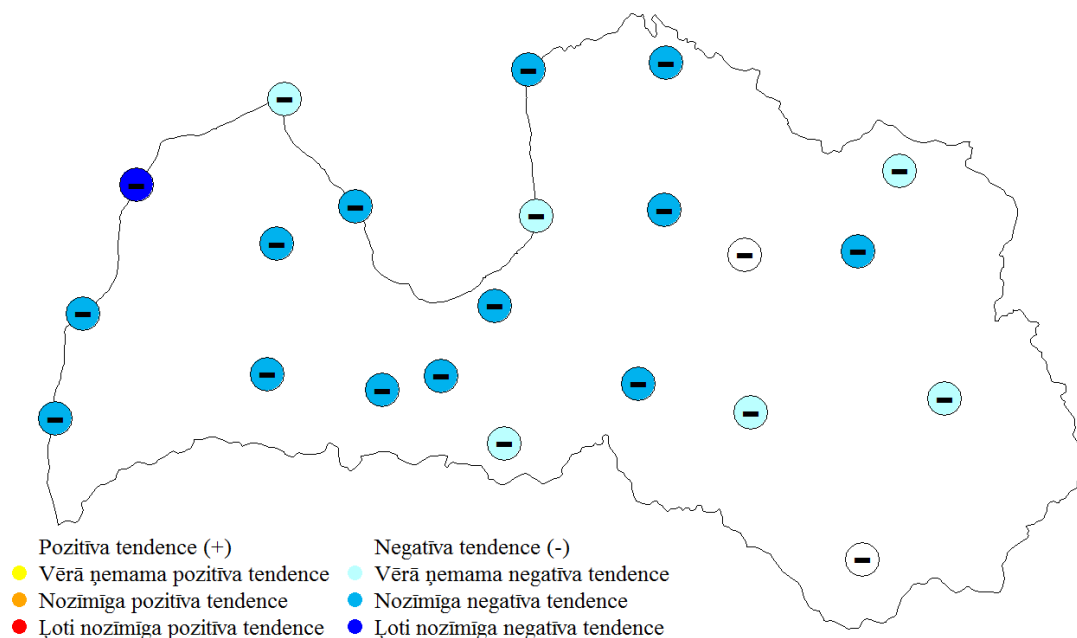 Pozitīva tendence (+)
Vērā ņemama pozitīva tendence
Nozīmīga pozitīva tendence
Ļoti nozīmīga pozitīva tendence
Negatīva tendence (-)
Vērā ņemama negatīva tendence
Nozīmīga negatīva tendence
Ļoti nozīmīga negatīva tendence